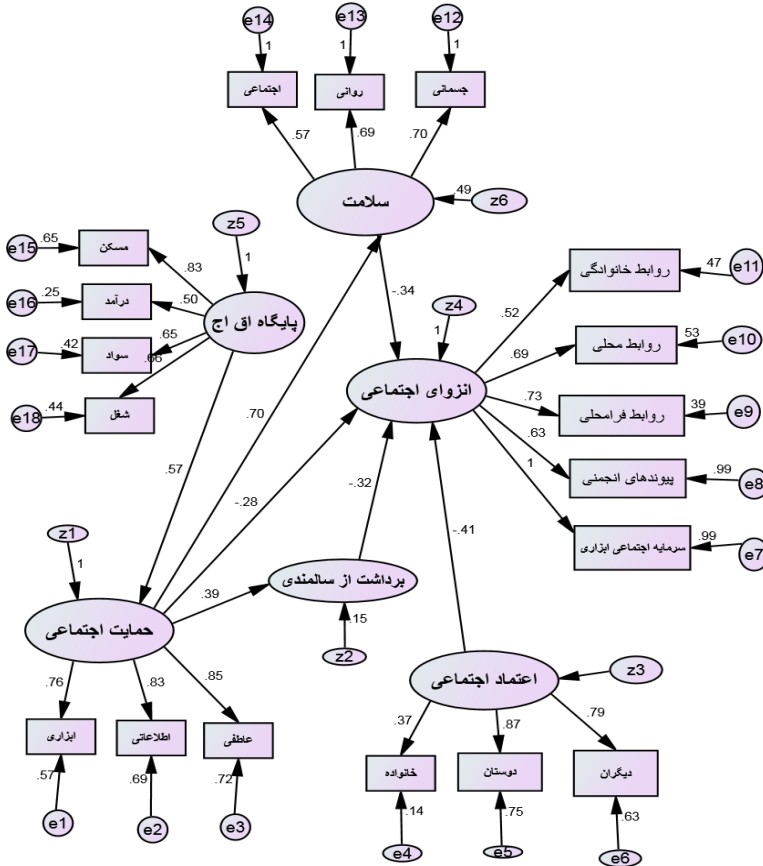 e14
e13
e12
1
1
1
اجتماعی
روانی
جسمانی
.57
.69
.70
سلامت
.49
z6
z5
1
e15
.65
مسکن
.83
e16
.25
درآمد
.50
پایگاه اق اج
e17
.42
سواد
.65
e18
.44
شغل
.66
-.34
z4
1
انزوای اجتماعی
.52
روابط خانوادگی
47
e11
.69
روابط محلی
53
e10
.73
روابط فرامحلی
39
e9
.63
پیوندهای انجمنی
.99
e8
1
سرمایه اجتماعی ابزاری
.99
e7
.57
.70
-.28
-.32
-.41
z1
1
حمایت اجتماعی
.39
برداشت از سالمندی
.15
z2
اعتماد اجتماعی
z3
.76
.83
.85
ابزاری
اطلاعاتی
عاطفی
.57
.69
.72
e1
e2
e3
.37
.87
.79
خانواده
دوستان
دیگران
.14
.75
.63
e4
e5
e6